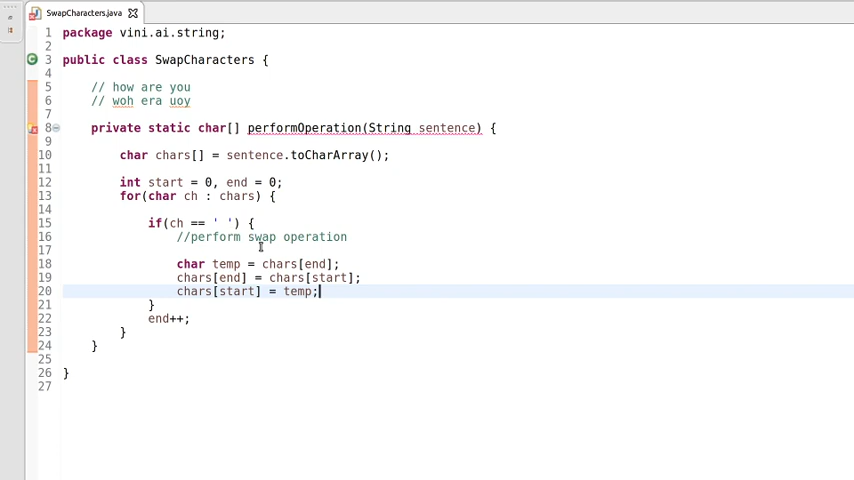 SwapCharacters.java
1 package vini.ai.string;
2
3 public class SwapCharacters {
4
5 // how are you
6 // woh era uoy
7
8 private static char[] performOperation(String sentence) {
9
10 char chars[] = sentence.toCharArray();
11
12 int start = 0, end = 0;
13 for(char ch : chars) {
14
15 if(ch == ' ') {
16 //perform swap operation
17
18 char temp = chars[end];
19 chars[end] = chars[start];
20 chars[start] = temp;
21 }
22 end++;
23 }
24 }
25
26 }
27